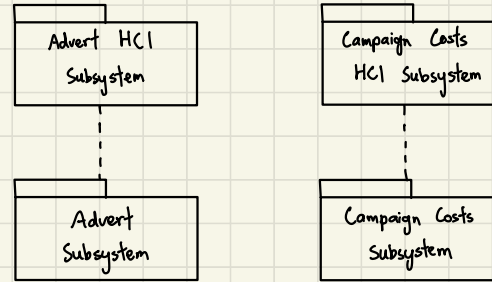 Advert HCI
Subsystem
Campaign Costs
HCI Subsystem
Advert
Subsystem
Campaign Costs
Subsystem